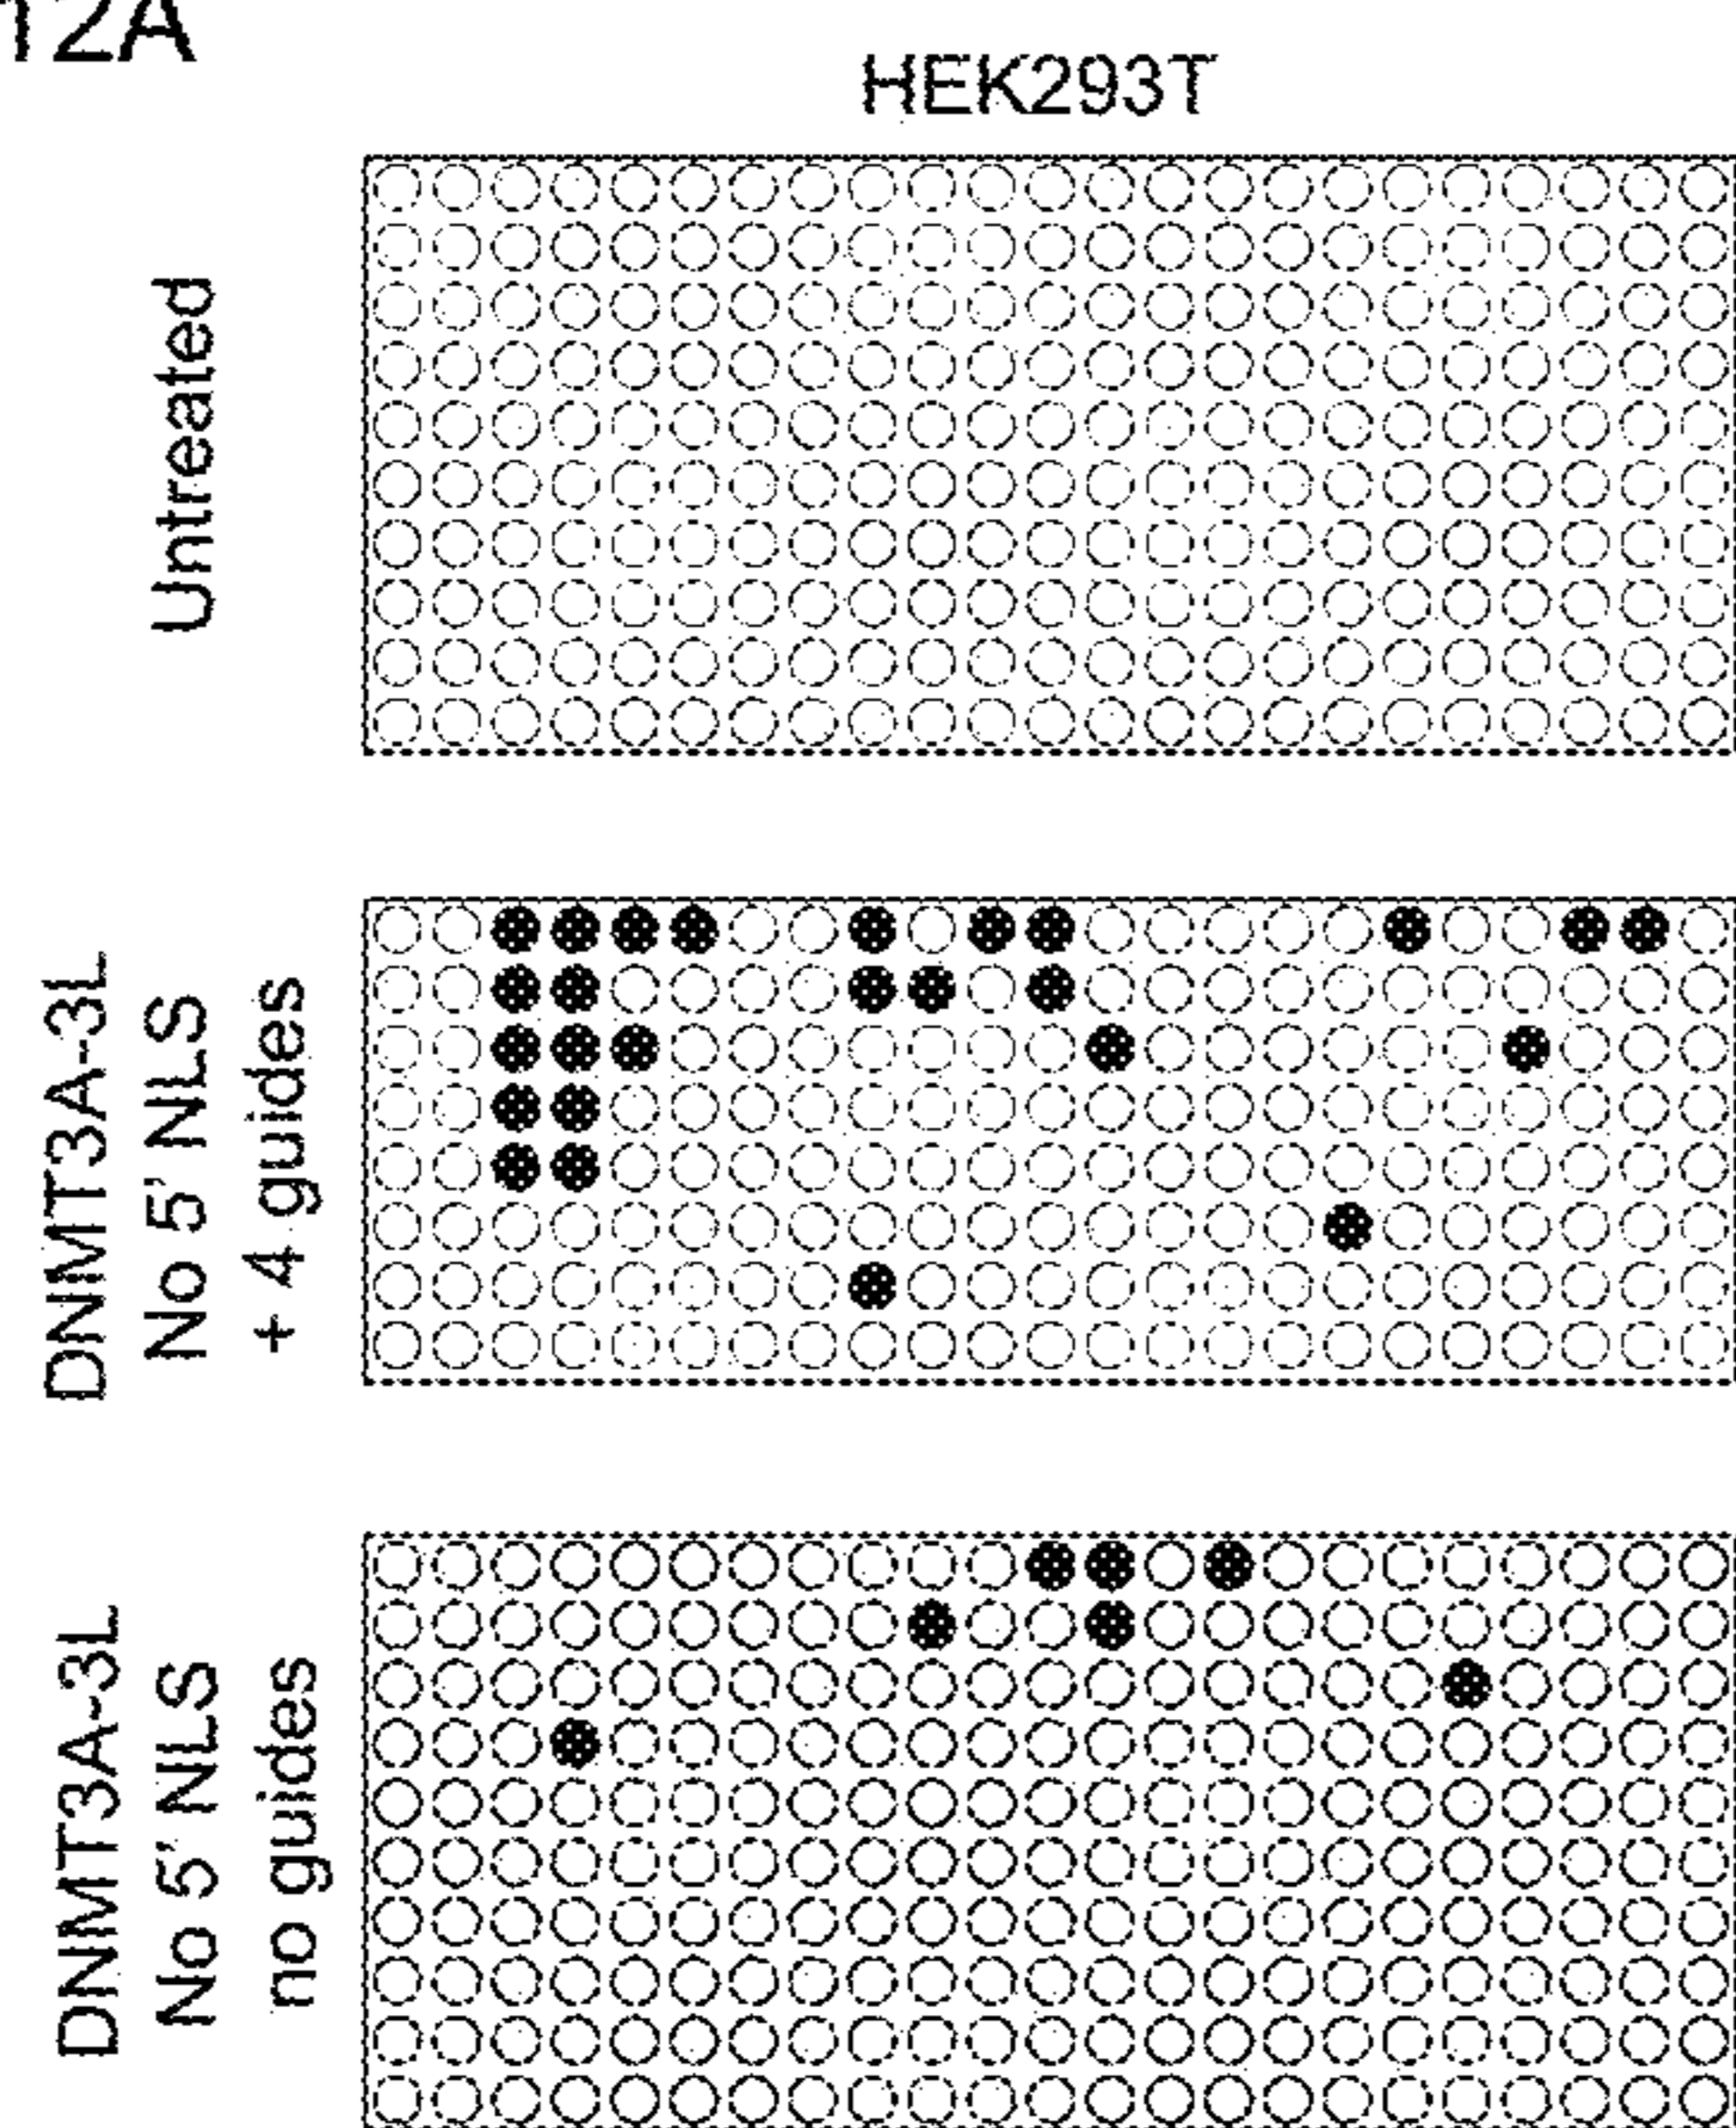 12A
HEK293T
Untreated
DNMT3A-3L
No 5' NLS
+ 4 guides
DNMT3A-3L
No 5' NLS
no guides